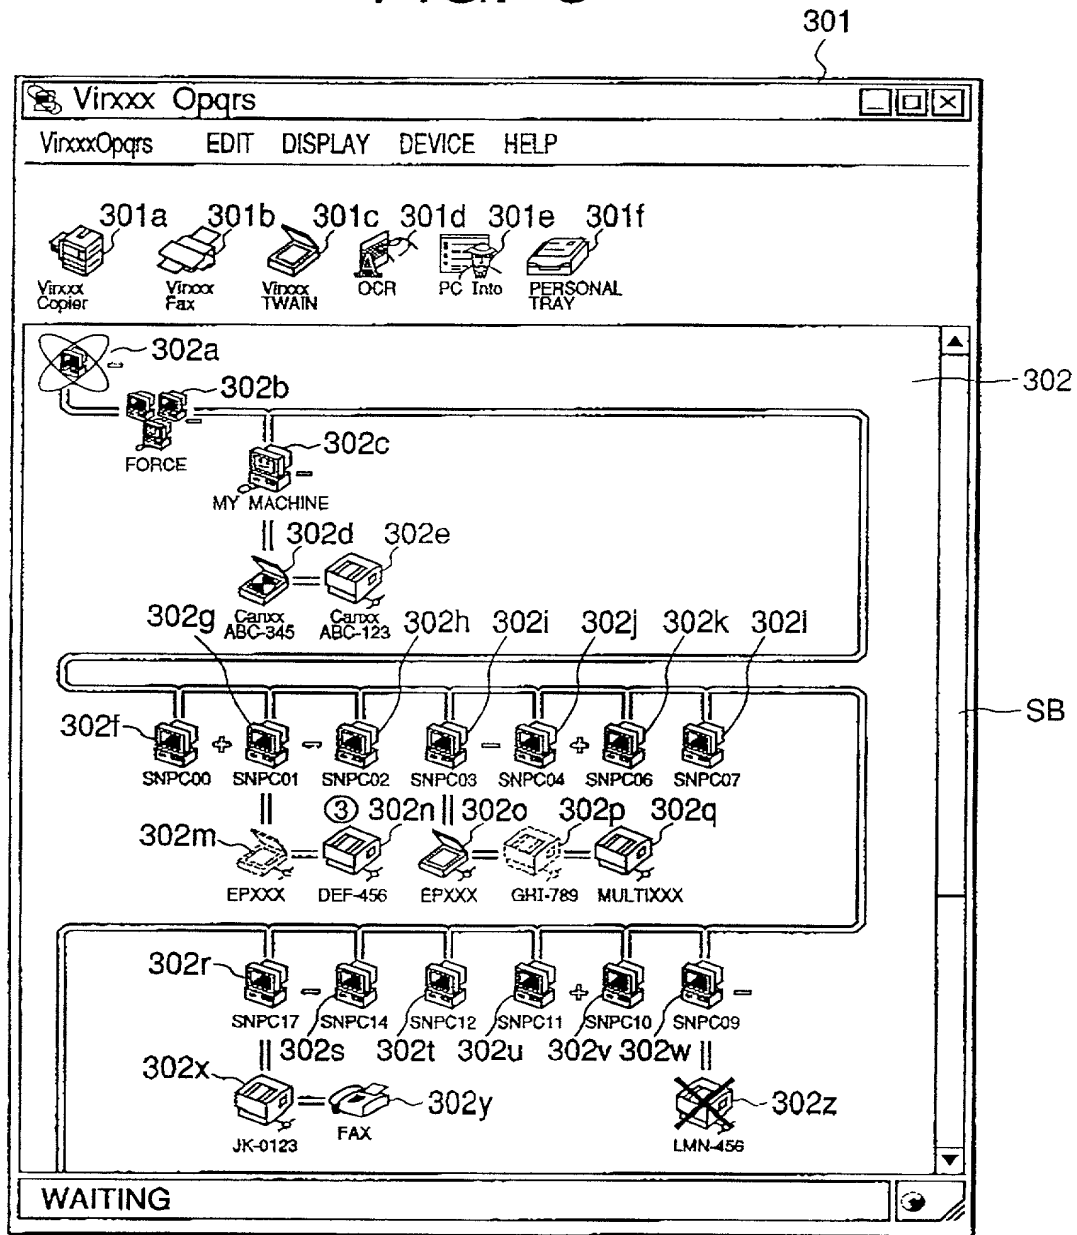 301
Virxxx Opqrs
VirxxxOpqrs EDIT DISPLAY DEVICE HELP
301a 301b 301c 301d 301e 301f
Virxxx Copier
Virxxx Fax
Virxxx TWAIN
OCR
PC Into
PERSONAL TRAY
302a
302
302b
FORCE
302c
MY MACHINE
302d 302e
Canxx ABC-345
Canxx ABC-123
302g 302h 302i 302j 302k 302l
302f
SB
SNPC00 + SNPC01 - SNPC02 SNPC03 - SNPC04 + SNPC06 SNPC07
302m ③ 302n 302o 302p 302q
EPXXX DEF-456 EPXXX GHI-789 MULTIXXX
302r
SNPC17 - SNPC14 SNPC12 SNPC11 + SNPC10 SNPC09 -
302s 302t 302u 302v 302w
302x 302y 302z
JK-0123 FAX LMN-456
WAITING